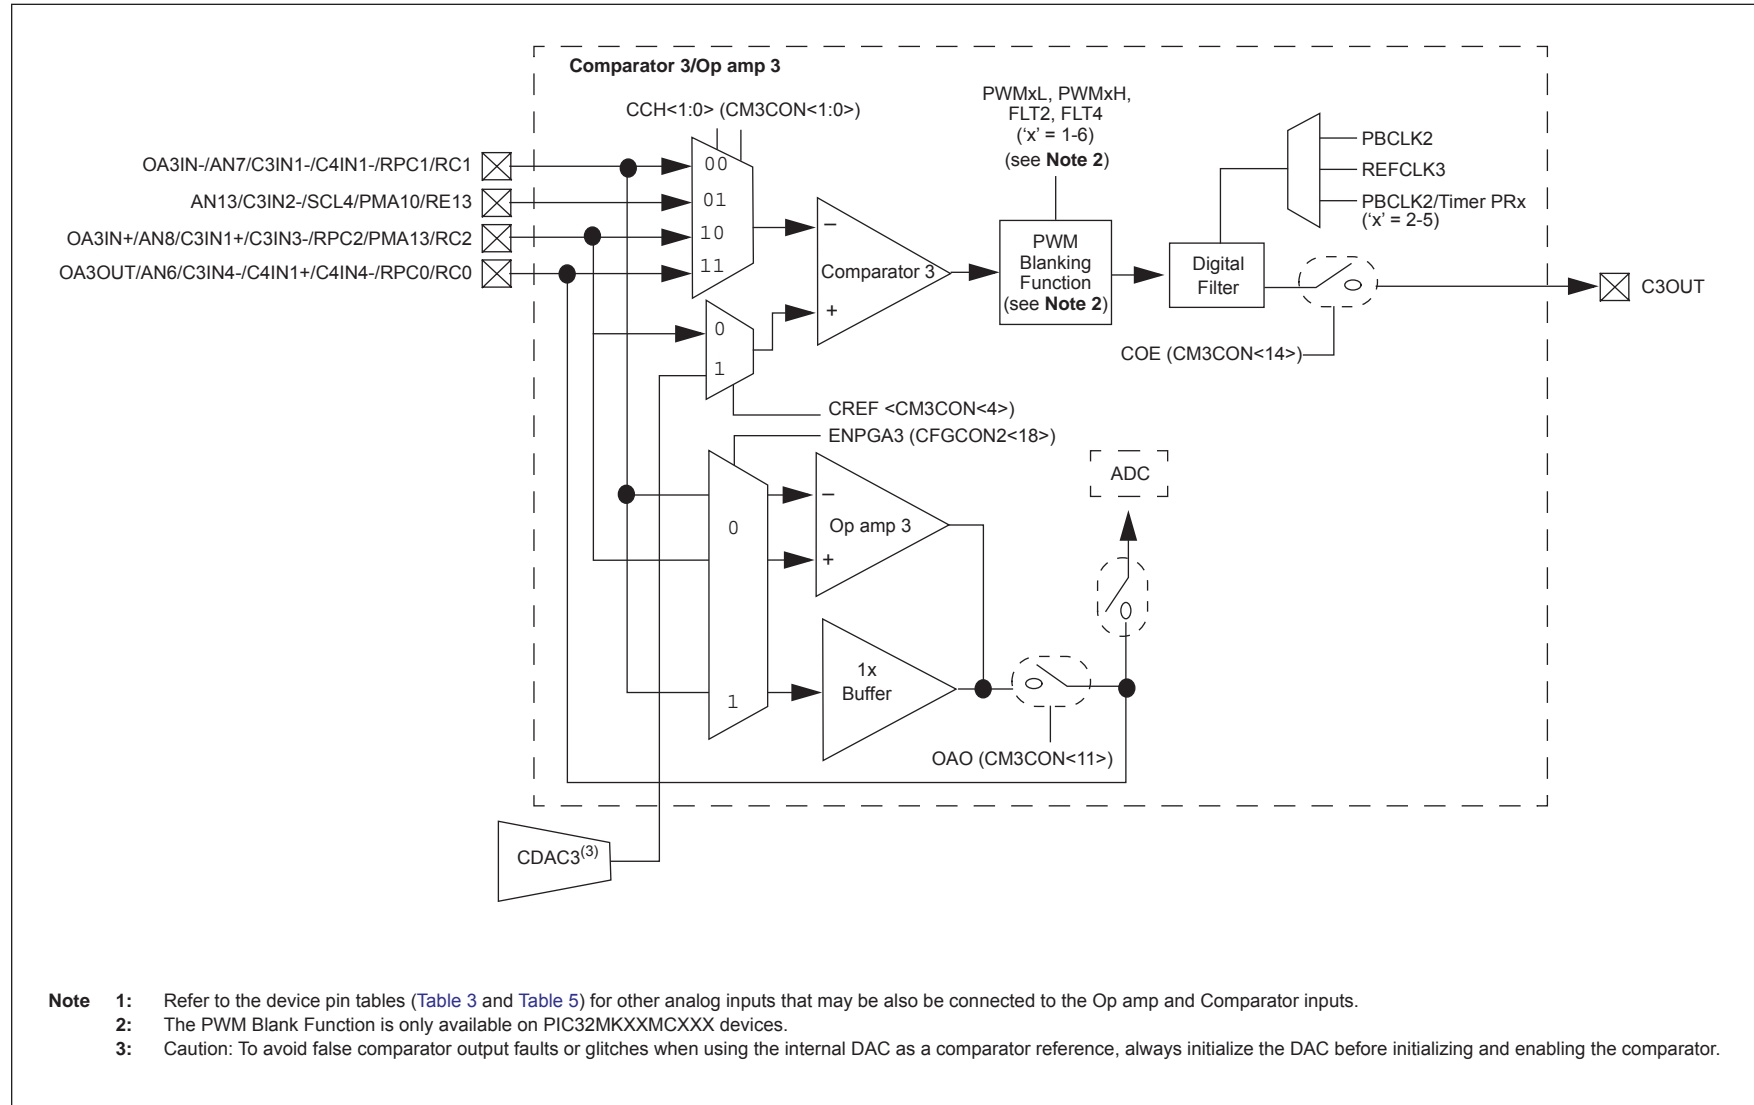 Comparator 3/Op amp 3
CCH<1:0> (CM3CON<1:0>)
PWMxL, PWMxH,
FLT2, FLT4
('x' = 1-6)
(see Note 2)
OA3IN-/AN7/C3IN1-/C4IN1-/RPC1/RC1
AN13/C3IN2-/SCL4/PMA10/RE13
OA3IN+/AN8/C3IN1+/C3IN3-/RPC2/PMA13/RC2
OA3OUT/AN6/C3IN4-/C4IN1+/C4IN4-/RPC0/RC0
00
01
10
11
0
1
–
Comparator 3
+
PWM
Blanking
Function
(see Note 2)
Digital
Filter
PBCLK2
REFCLK3
PBCLK2/Timer PRx
('x' = 2-5)
C3OUT
COE (CM3CON<14>)
CREF <CM3CON<4>)
ENPGA3 (CFGCON2<18>)
0
1
–
Op amp 3
+
1x
Buffer
ADC
OAO (CM3CON<11>)
CDAC3(3)
Note 1: Refer to the device pin tables (Table 3 and Table 5) for other analog inputs that may be also be connected to the Op amp and Comparator inputs.
2: The PWM Blank Function is only available on PIC32MKXXMCXXX devices.
3: Caution: To avoid false comparator output faults or glitches when using the internal DAC as a comparator reference, always initialize the DAC before initializing and enabling the comparator.